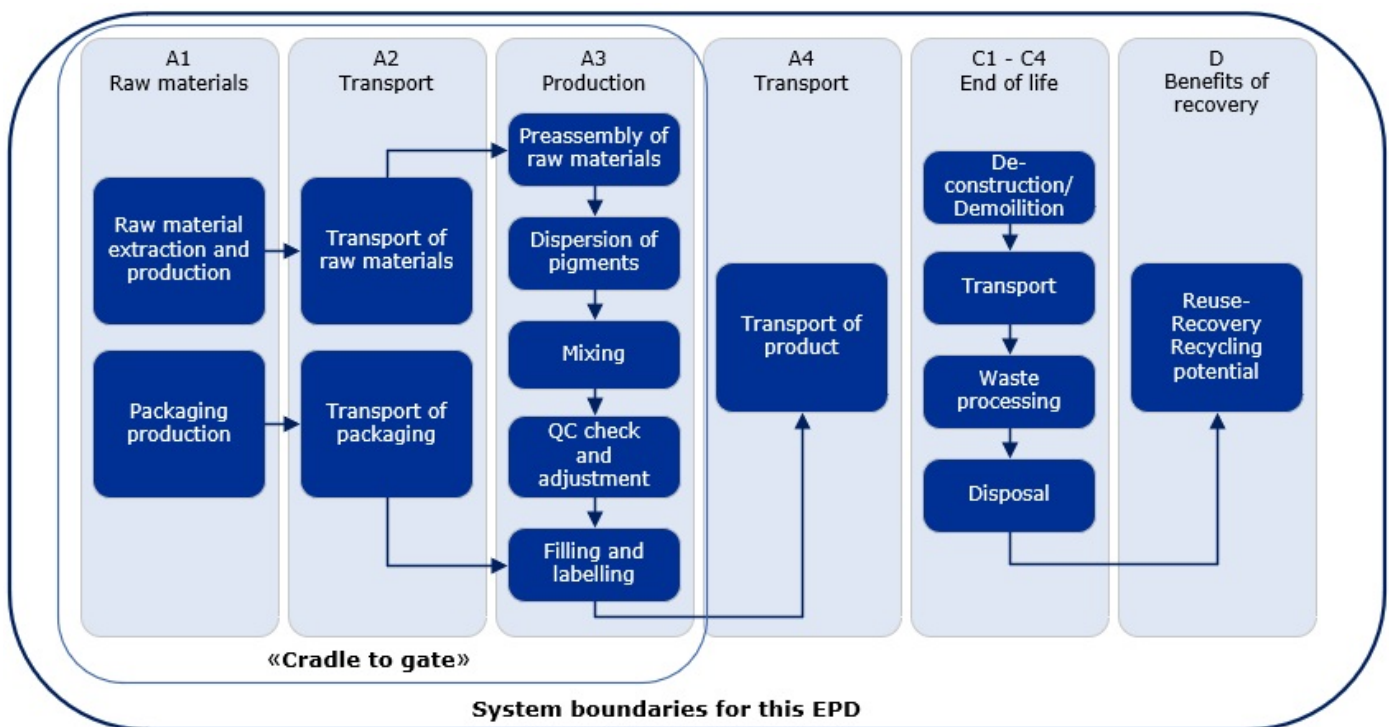 A1
Raw materials
A2
Transport
A3
Production
A4
Transport
C1 - C4
End of life
D
Benefits of
recovery
Raw material
extraction and
production
Packaging
production
Transport of
raw materials
Transport of
packaging
Preassembly of
raw materials
Dispersion of
pigments
Mixing
QC check
and
adjustment
Filling and
labelling
Transport of
product
De-
construction/
Demoilition
Transport
Waste
processing
Disposal
Reuse-
Recovery
Recycling
potential
«Cradle to gate»
System boundaries for this EPD